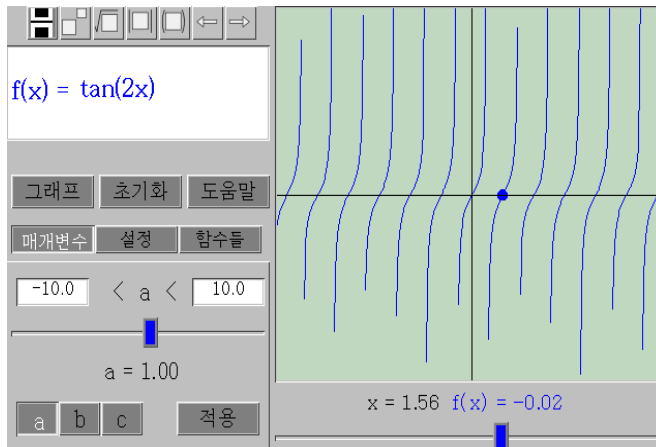 f(x) = tan(2x)
그래프 초기화 도움말
매개변수 설정 함수들
-10.0 < a < 10.0
a = 1.00
a b c 적용
x = 1.56 f(x) = -0.02